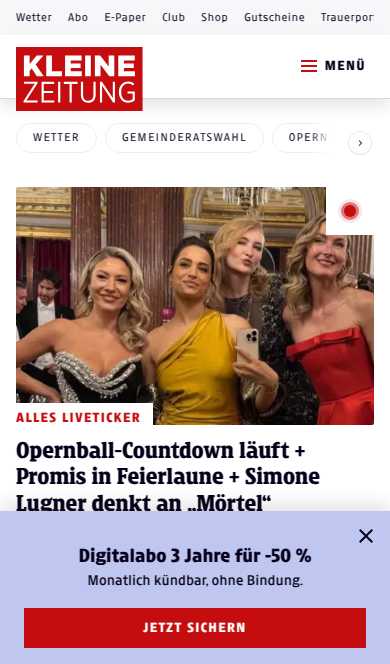 Wetter Abo E-Paper Club Shop Gutscheine
KLEINE
ZEITUNG
MENÜ
WETTER GEMEINDERATSWAHL OPERN
ALLES LIVETICKER
Opernball-Countdown läuft +
Promis in Feierlaune + Simone
Lugner denkt an „Mörtel“
Digitalabo 3 Jahre für -50 %
Monatlich kündbar, ohne Bindung.
JETZT SICHERN